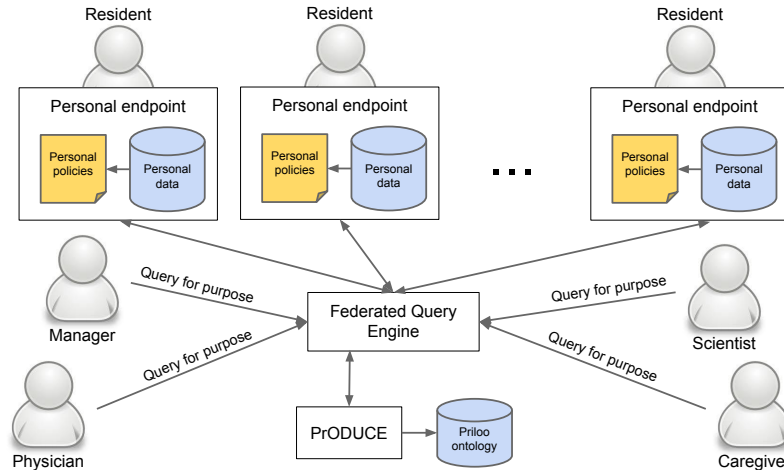 Resident
Resident
Resident
Personal endpoint
Personal endpoint
Personal endpoint
Personal
policies
Personal
data
Personal
policies
Personal
data
Personal
policies
Personal
data
...
Manager
Query for purpose
Query for purpose
Scientist
Federated Query
Engine
Query for purpose
Query for purpose
Physician
PrODUCE
Priloo
ontology
Caregiver